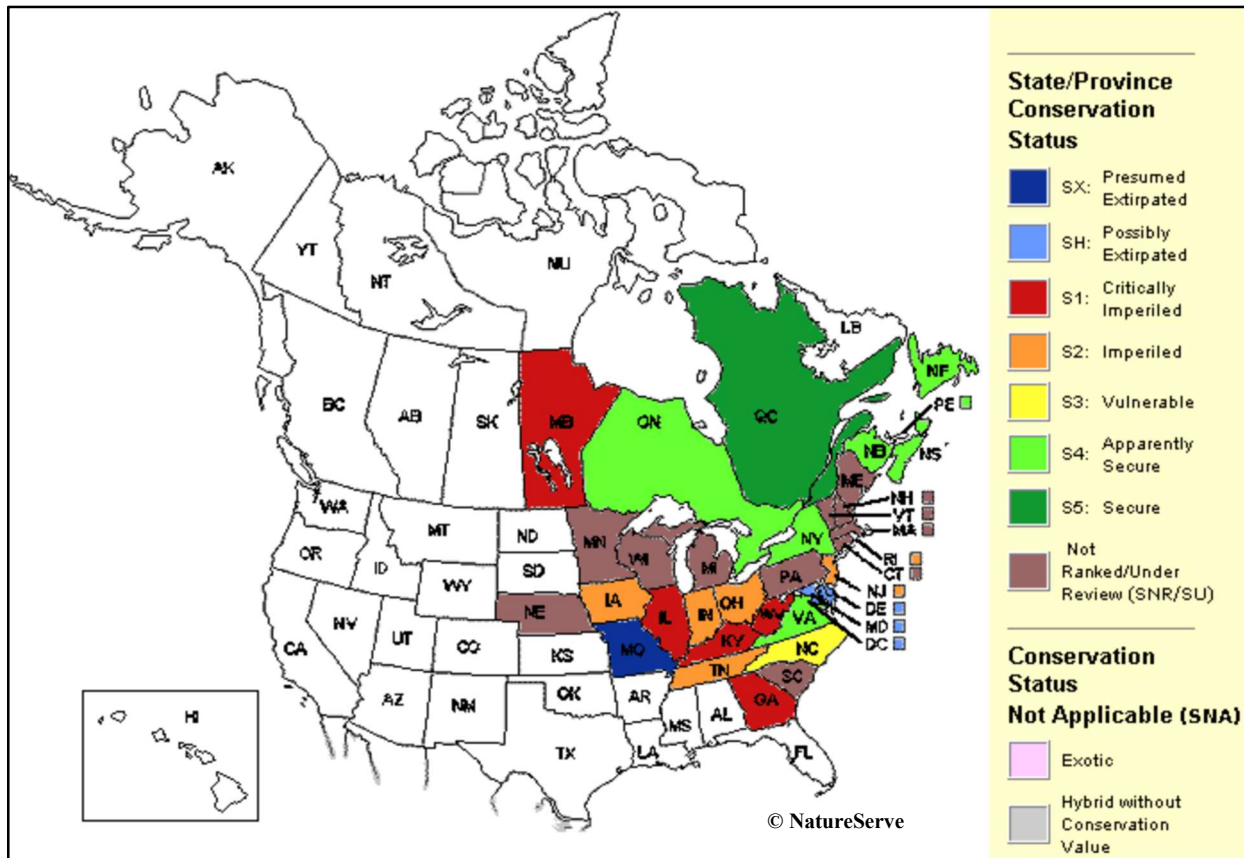 AK
YT
NT
NU
LB
BC
AB
SK
MB
ON
QC
NF
PE
NB
NS
ME
NH
VT
MA
WA
MT
ND
MN
NY
OR
ID
SD
WI
MI
RI
CT
WY
PA
NJ
NE
IA
OH
DE
NV
IL
IN
WV
MD
UT
CO
VA
DC
CA
KS
MO
KY
NC
TN
AZ
NM
OK
AR
SC
MS
AL
GA
HI
TX
LA
FL
© NatureServe
State/Province
Conservation
Status
SX: Presumed
Extirpated
SH: Possibly
Extirpated
S1: Critically
Imperiled
S2: Imperiled
S3: Vulnerable
S4: Apparently
Secure
S5: Secure
Not
Ranked/Under
Review (SNR/SU)
Conservation
Status
Not Applicable (SNA)
Exotic
Hybrid without
Conservation
Value